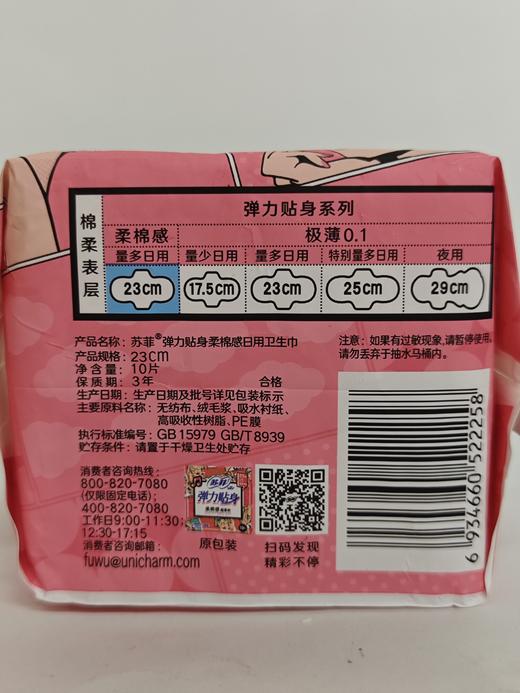 棉柔表层
弹力贴身系列
柔棉感 极薄0.1
量多日用 量少日用 量多日用 特别量多日用 夜用
23cm 17.5cm 23cm 25cm 29cm
产品名称: 苏菲®弹力贴身柔棉感日用卫生巾
产品规格: 23cm
净含量: 10片
保质期: 3年 合格
生产日期: 生产日期及批号详见包装标示
主要原料名称: 无纺布、绒毛浆、吸水衬纸、
高吸收性树脂、PE膜
执行标准编号: GB 15979 GB/T 8939
贮存条件: 请置于干燥卫生处贮存
注意: 如果有过敏现象,请暂停使用。
请勿丢弃于抽水马桶内。
消费者咨询热线:
800-820-7080
(仅限固定电话);
400-820-7080
工作日9:00-11:30;
12:30-17:15
消费者咨询邮箱:
fuwu@unicharm.com
苏菲
弹力贴身
原包装
扫码发现
精彩不停
6 934660 522258